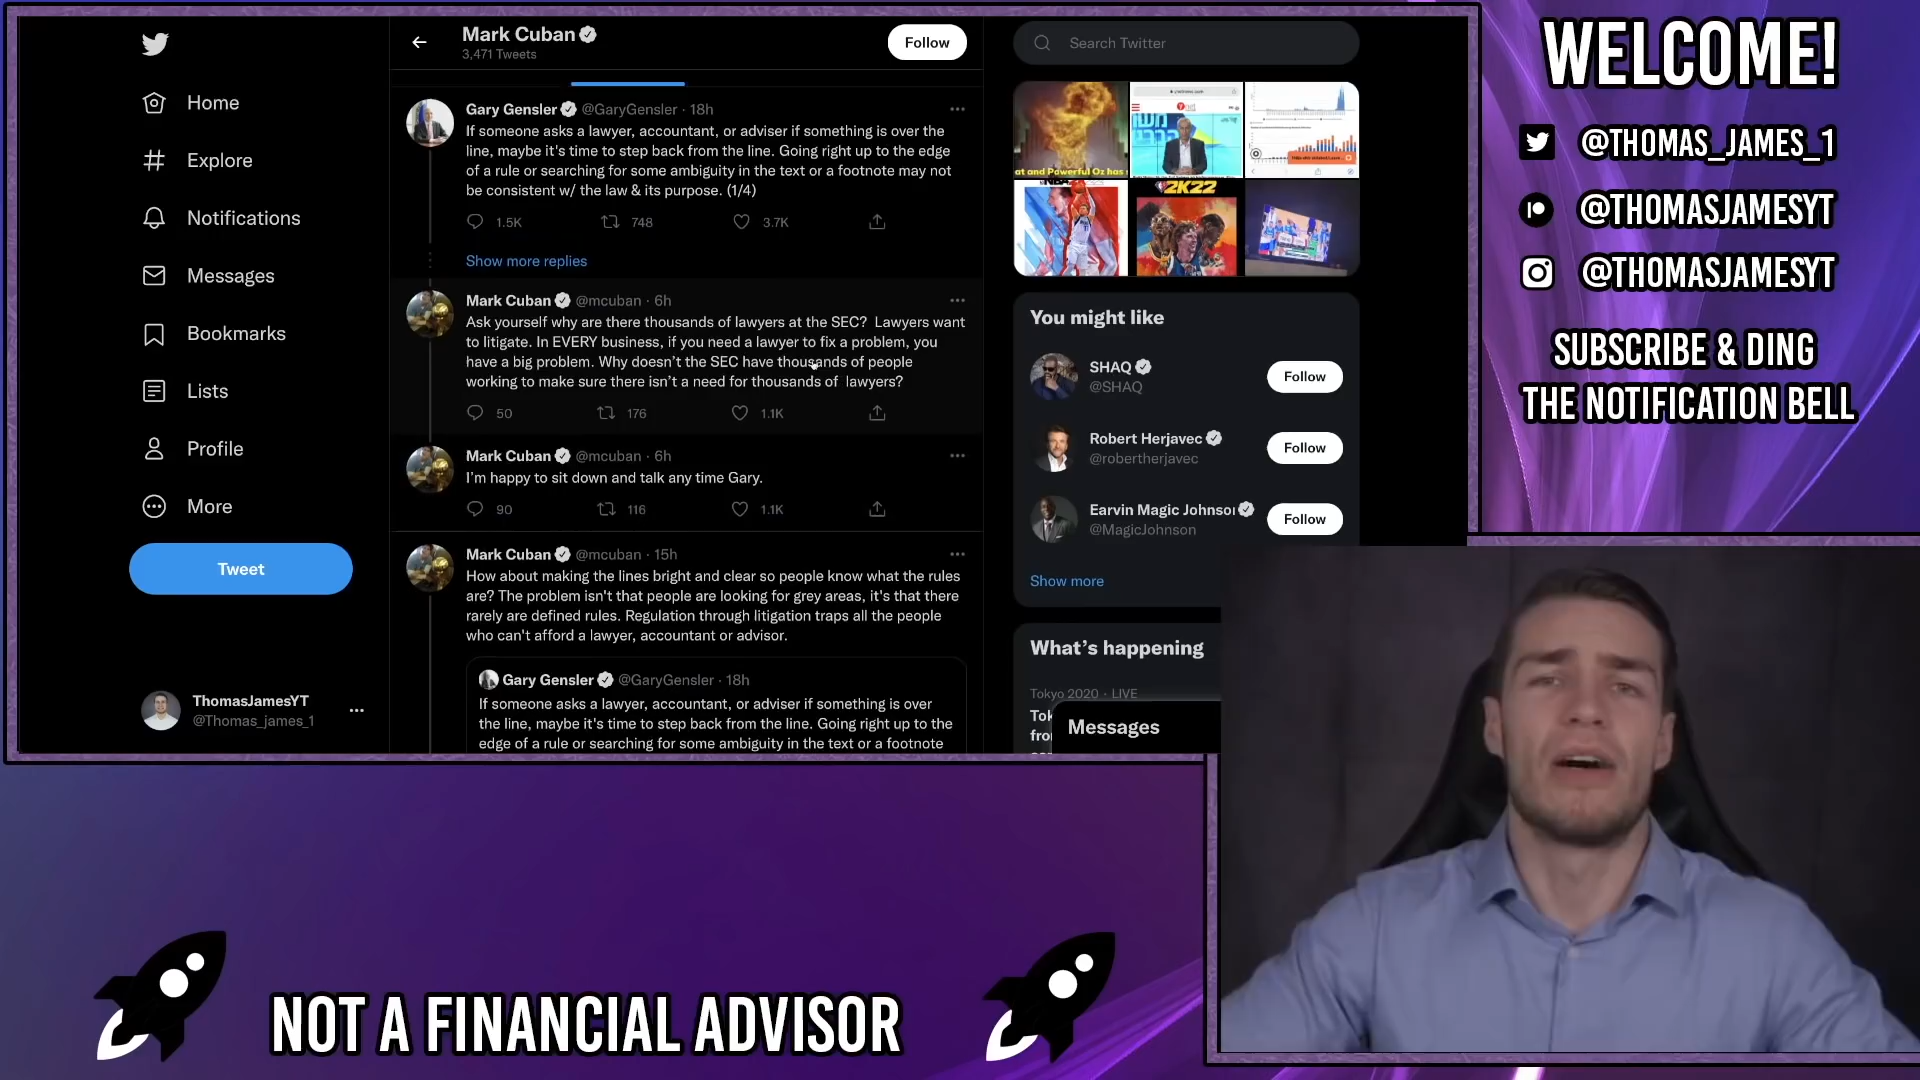 Home
Explore
Notifications
Messages
Bookmarks
Lists
Profile
More
Tweet
ThomasJamesYT
@Thomas_james_1
Mark Cuban
3,471 Tweets
Follow
Gary Gensler @GaryGensler · 18h
If someone asks a lawyer, accountant, or adviser if something is over the
line, maybe it's time to step back from the line. Going right up to the edge
of a rule or searching for some ambiguity in the text or a footnote may not
be consistent w/ the law & its purpose. (1/4)
1.5K 748 3.7K
Show more replies
Mark Cuban @mcuban · 6h
Ask yourself why are there thousands of lawyers at the SEC? Lawyers want
to litigate. In EVERY business, if you need a lawyer to fix a problem, you
have a big problem. Why doesn't the SEC have thousands of people
working to make sure there isn't a need for thousands of lawyers?
50 176 1.1K
Mark Cuban @mcuban · 6h
I'm happy to sit down and talk any time Gary.
90 116 1.1K
Mark Cuban @mcuban · 15h
How about making the lines bright and clear so people know what the rules
are? The problem isn't that people are looking for grey areas, it's that there
rarely are defined rules. Regulation through litigation traps all the people
who can't afford a lawyer, accountant or advisor.
Gary Gensler @GaryGensler · 18h
If someone asks a lawyer, accountant, or adviser if something is over
the line, maybe it's time to step back from the line. Going right up to the
edge of a rule or searching for some ambiguity in the text or a footnote
Search Twitter
at and Powerful Oz has
2K22
You might like
SHAQ
@SHAQ
Follow
Robert Herjavec
@robertherjavec
Follow
Earvin Magic Johnso
@MagicJohnson
Follow
Show more
What's happening
Tokyo 2020 · LIVE
Messages
WELCOME!
@THOMAS_JAMES_1
@THOMASJAMESYT
@THOMASJAMESYT
SUBSCRIBE & DING
THE NOTIFICATION BELL
NOT A FINANCIAL ADVISOR